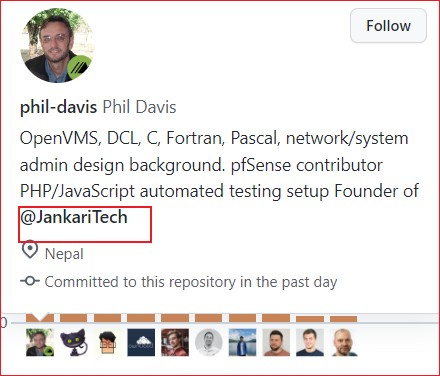 Follow
phil-davis Phil Davis
OpenVMS, DCL, C, Fortran, Pascal, network/system
admin design background. pfSense contributor
PHP/JavaScript automated testing setup Founder of
@JankariTech
Nepal
Committed to this repository in the past day
0